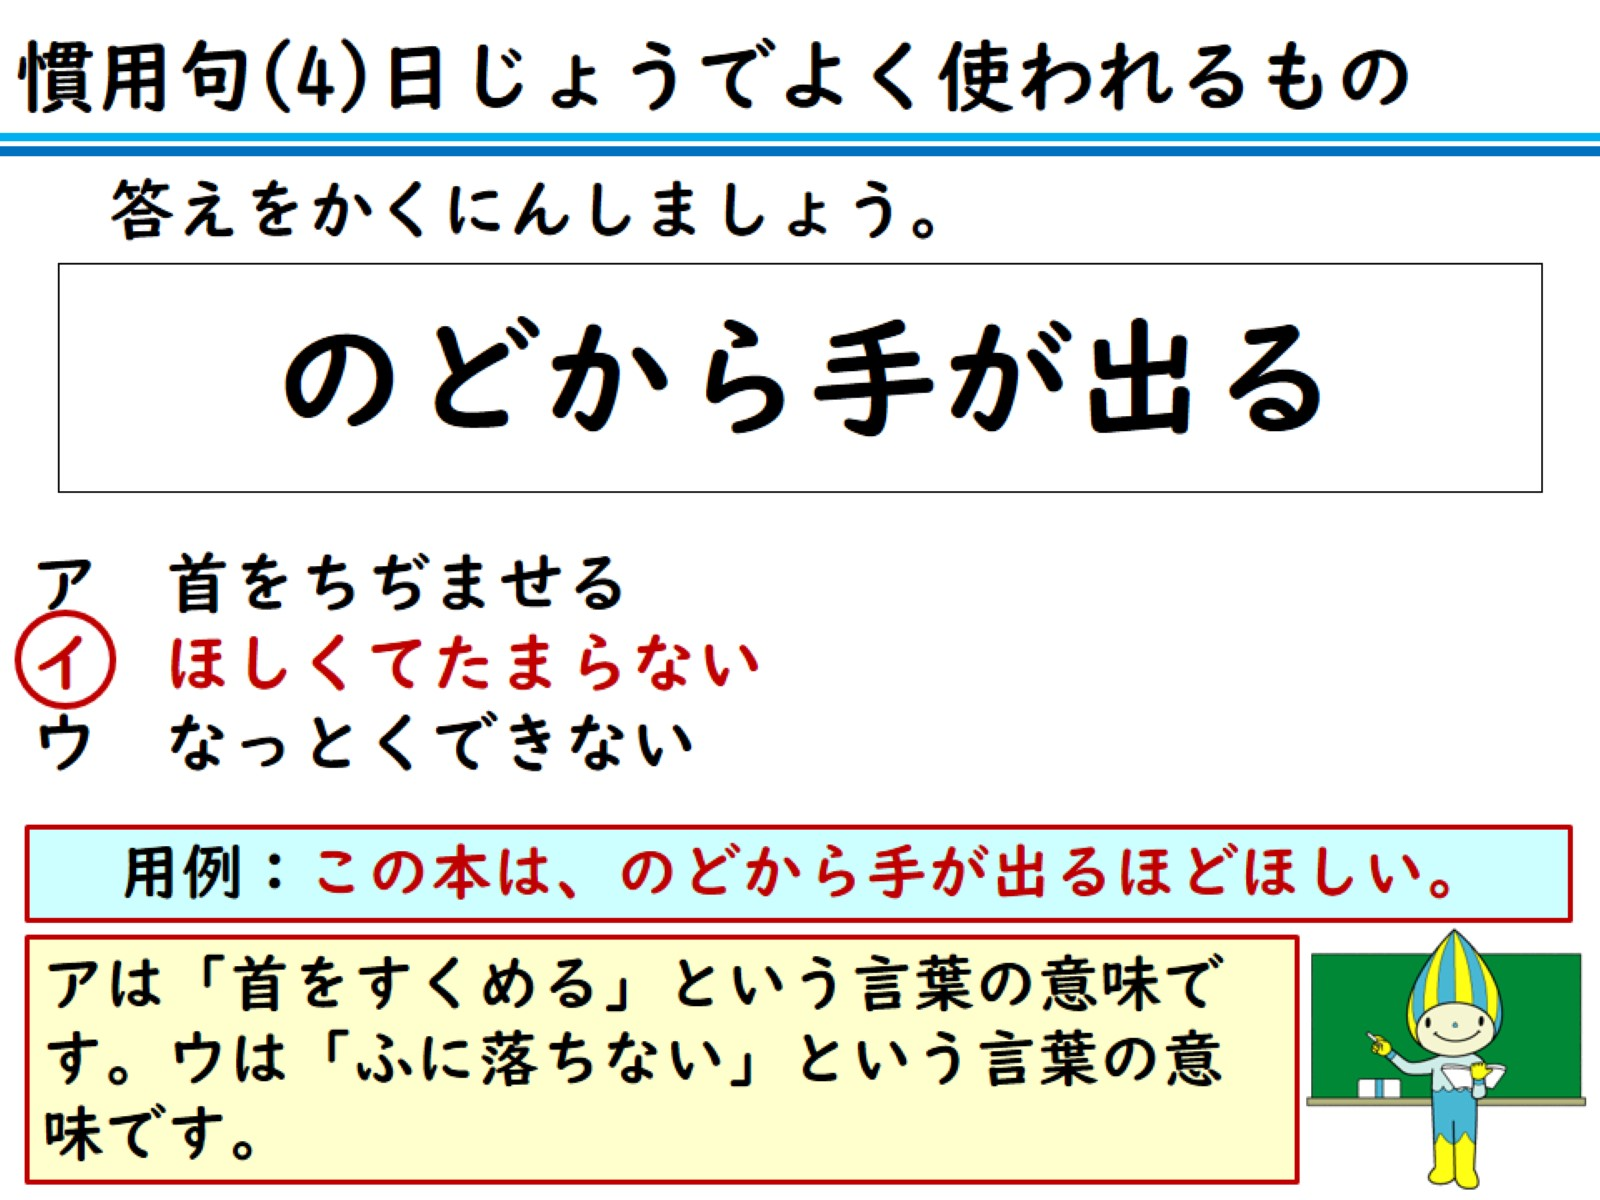 慣用句(4)日じょうでよく使われるもの
答えをかくにんしましょう。
のどから手が出る
ア　首をちぢませる
イ　ほしくてたまらない
ウ　なっとくできない
用例：この本は、のどから手が出るほどほしい。
アは「首をすくめる」という言葉の意味で
す。ウは「ふに落ちない」という言葉の意
味です。